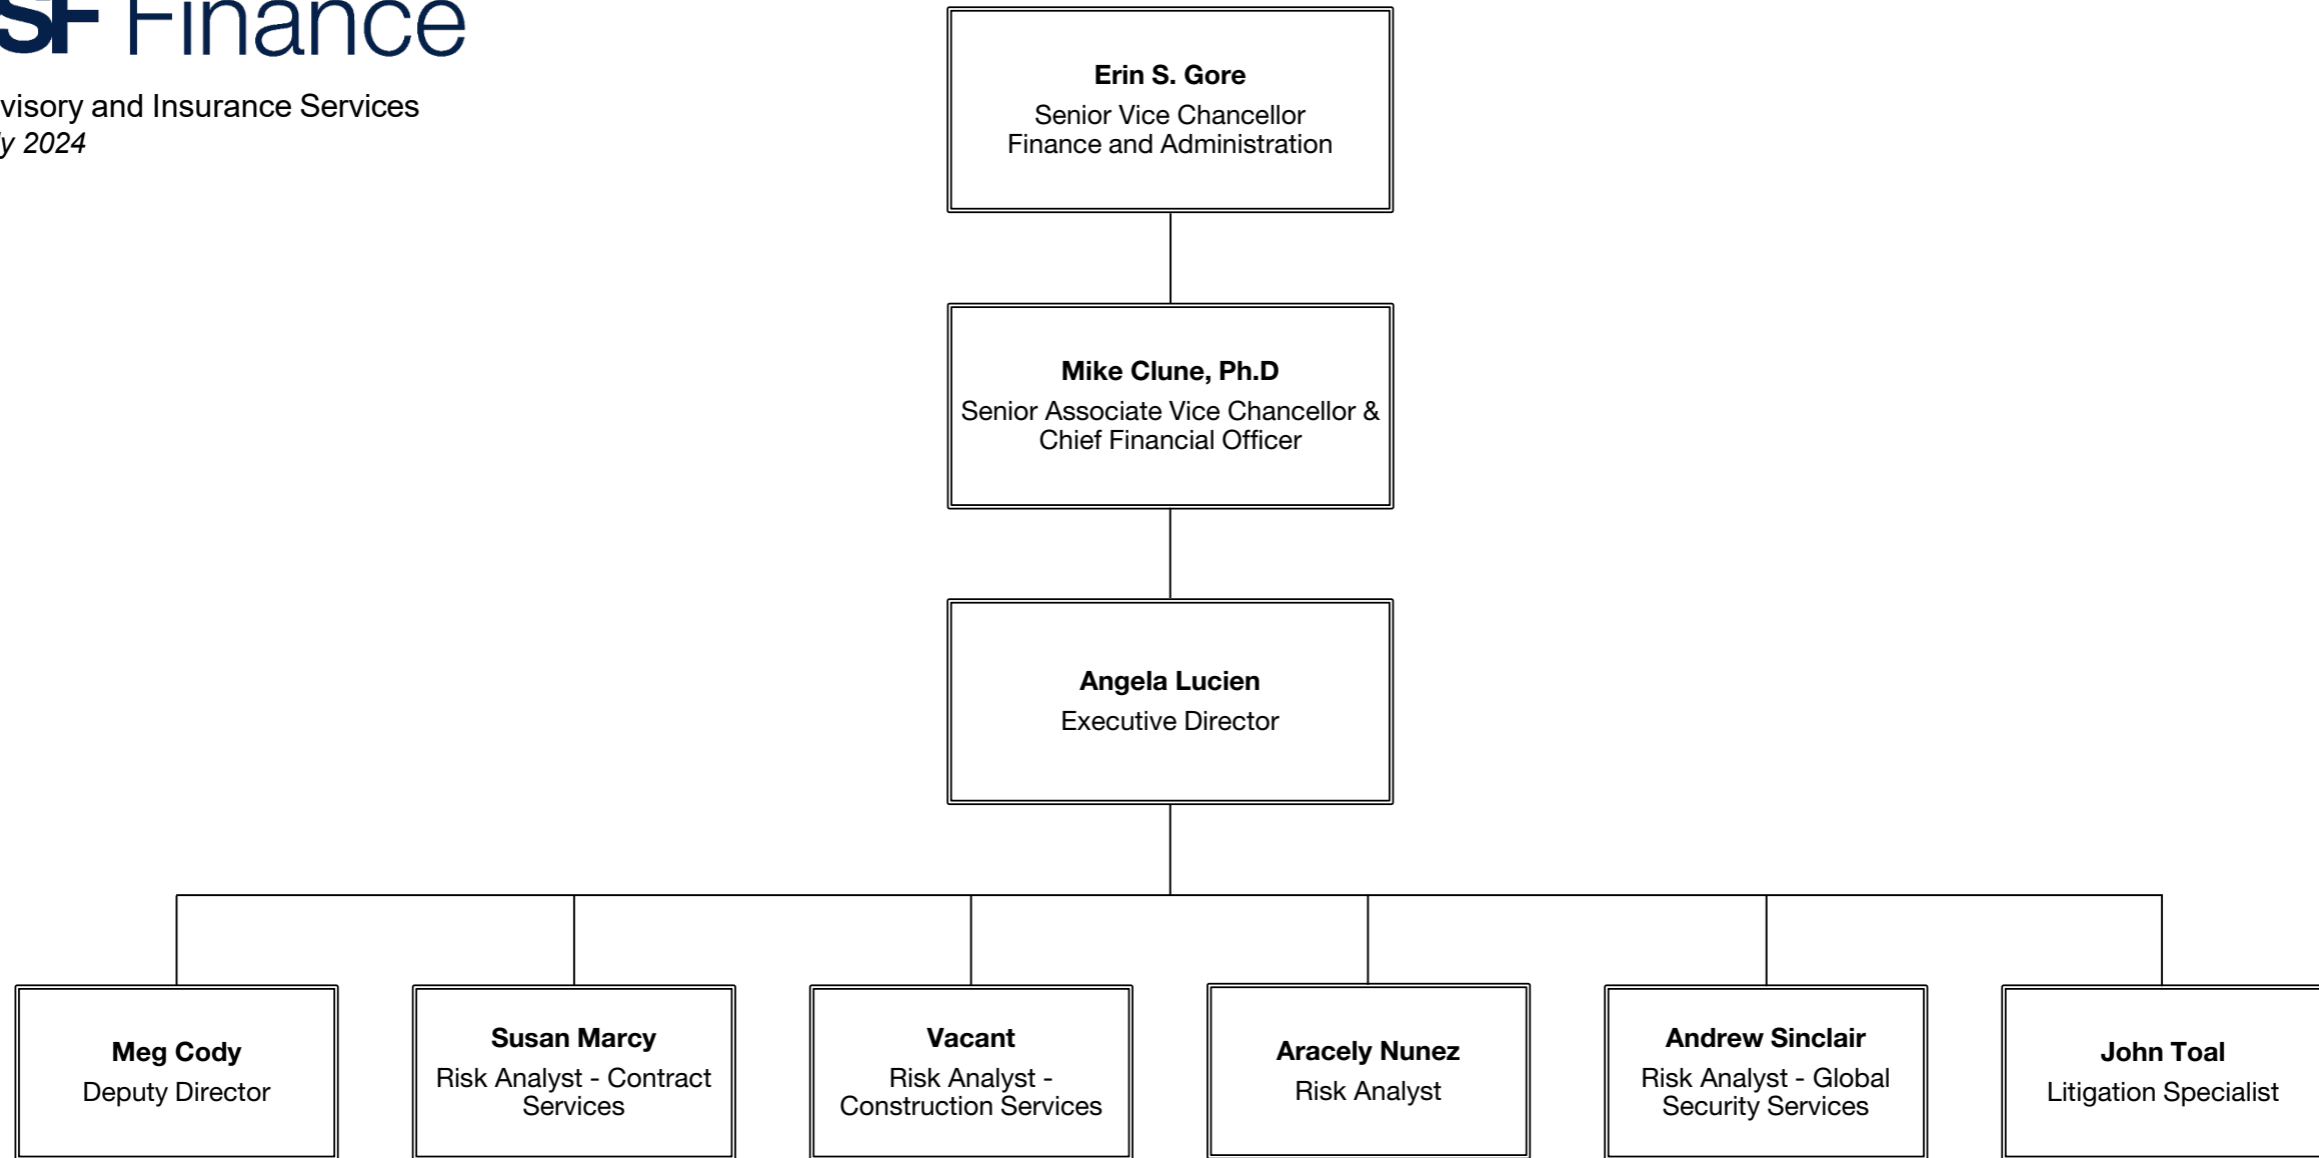 SF Finance
visory and Insurance Services
y 2024
Erin S. Gore
Senior Vice Chancellor
Finance and Administration
Mike Clune, Ph.D
Senior Associate Vice Chancellor &
Chief Financial Officer
Angela Lucien
Executive Director
Meg Cody
Deputy Director
Susan Marcy
Risk Analyst - Contract
Services
Vacant
Risk Analyst -
Construction Services
Aracely Nunez
Risk Analyst
Andrew Sinclair
Risk Analyst - Global
Security Services
John Toal
Litigation Specialist